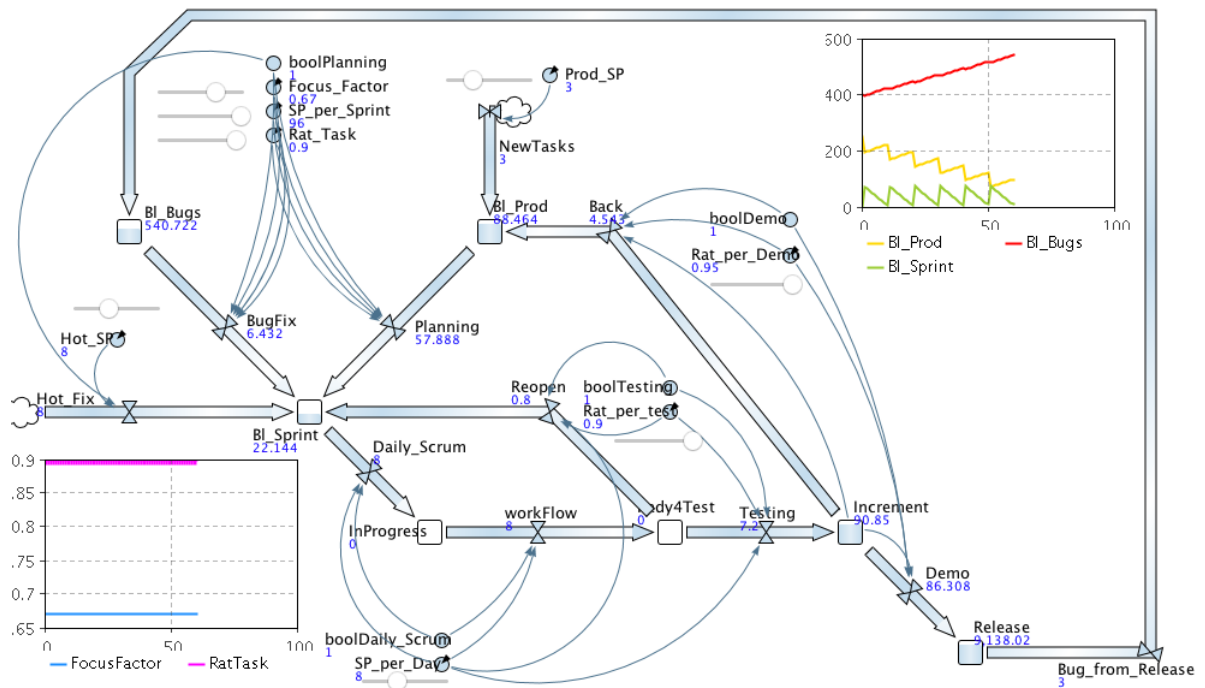 boolPlanning
1
Focus_Factor
0.67
SP_per_Sprint
96
Rat_Task
0.9
Prod_SP
3
NewTasks
3
600
400
200
0
0
50
100
Bl_Prod
Bl_Bugs
Bl_Sprint
Bl_Bugs
540.722
Bl_Prod
88.464
Back
4.543
boolDemo
1
Rat_per_Demo
0.95
BugFix
6.432
Planning
57.888
Hot_SP
8
Hot_Fix
8
Reopen
0.8
boolTesting
1
Rat_per_test
0.9
Bl_Sprint
22.144
Daily_Scrum
8
InProgress
0
workFlow
8
0
Testing
7.2
Increment
90.85
0.9
.85
0.8
.75
0.7
.65
0
50
100
FocusFactor
RatTask
Demo
86.308
boolDaily_Scrum
1
SP_per_Day
8
Release
9,138.02
Bug_from_Release
3